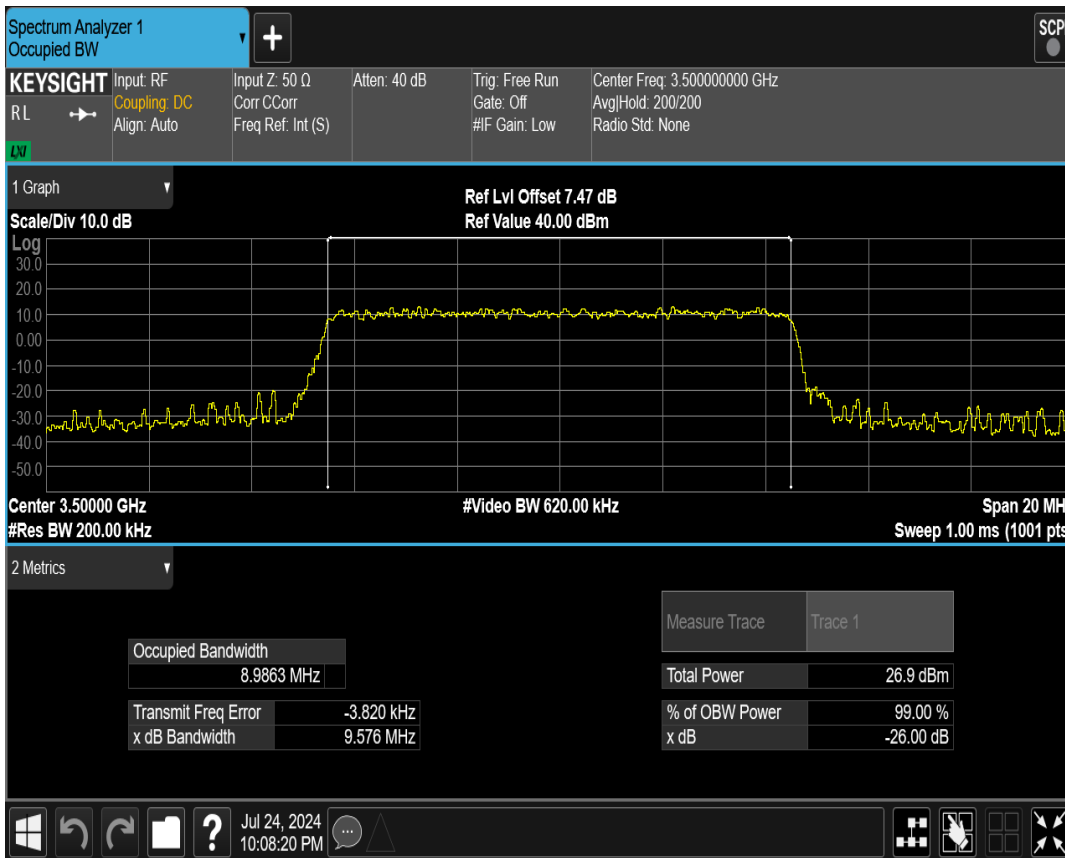 Spectrum Analyzer 1
Occupied BW
+
SCP
KEYSIGHT
RL
LXI
Input: RF
Coupling: DC
Align: Auto
Input Z: 50 Ω
Corr CCorr
Freq Ref: Int (S)
Atten: 40 dB
Trig: Free Run
Gate: Off
#IF Gain: Low
Center Freq: 3.500000000 GHz
Avg|Hold: 200/200
Radio Std: None
1 Graph
Scale/Div 10.0 dB
Ref Lvl Offset 7.47 dB
Ref Value 40.00 dBm
Log
30.0
20.0
10.0
0.00
-10.0
-20.0
-30.0
-40.0
-50.0
Center 3.50000 GHz
#Video BW 620.00 kHz
Span 20 MH
#Res BW 200.00 kHz
Sweep 1.00 ms (1001 pts
2 Metrics
Occupied Bandwidth
8.9863 MHz
Transmit Freq Error -3.820 kHz
x dB Bandwidth 9.576 MHz
Measure Trace Trace 1
Total Power 26.9 dBm
% of OBW Power 99.00 %
x dB -26.00 dB
?
Jul 24, 2024
10:08:20 PM